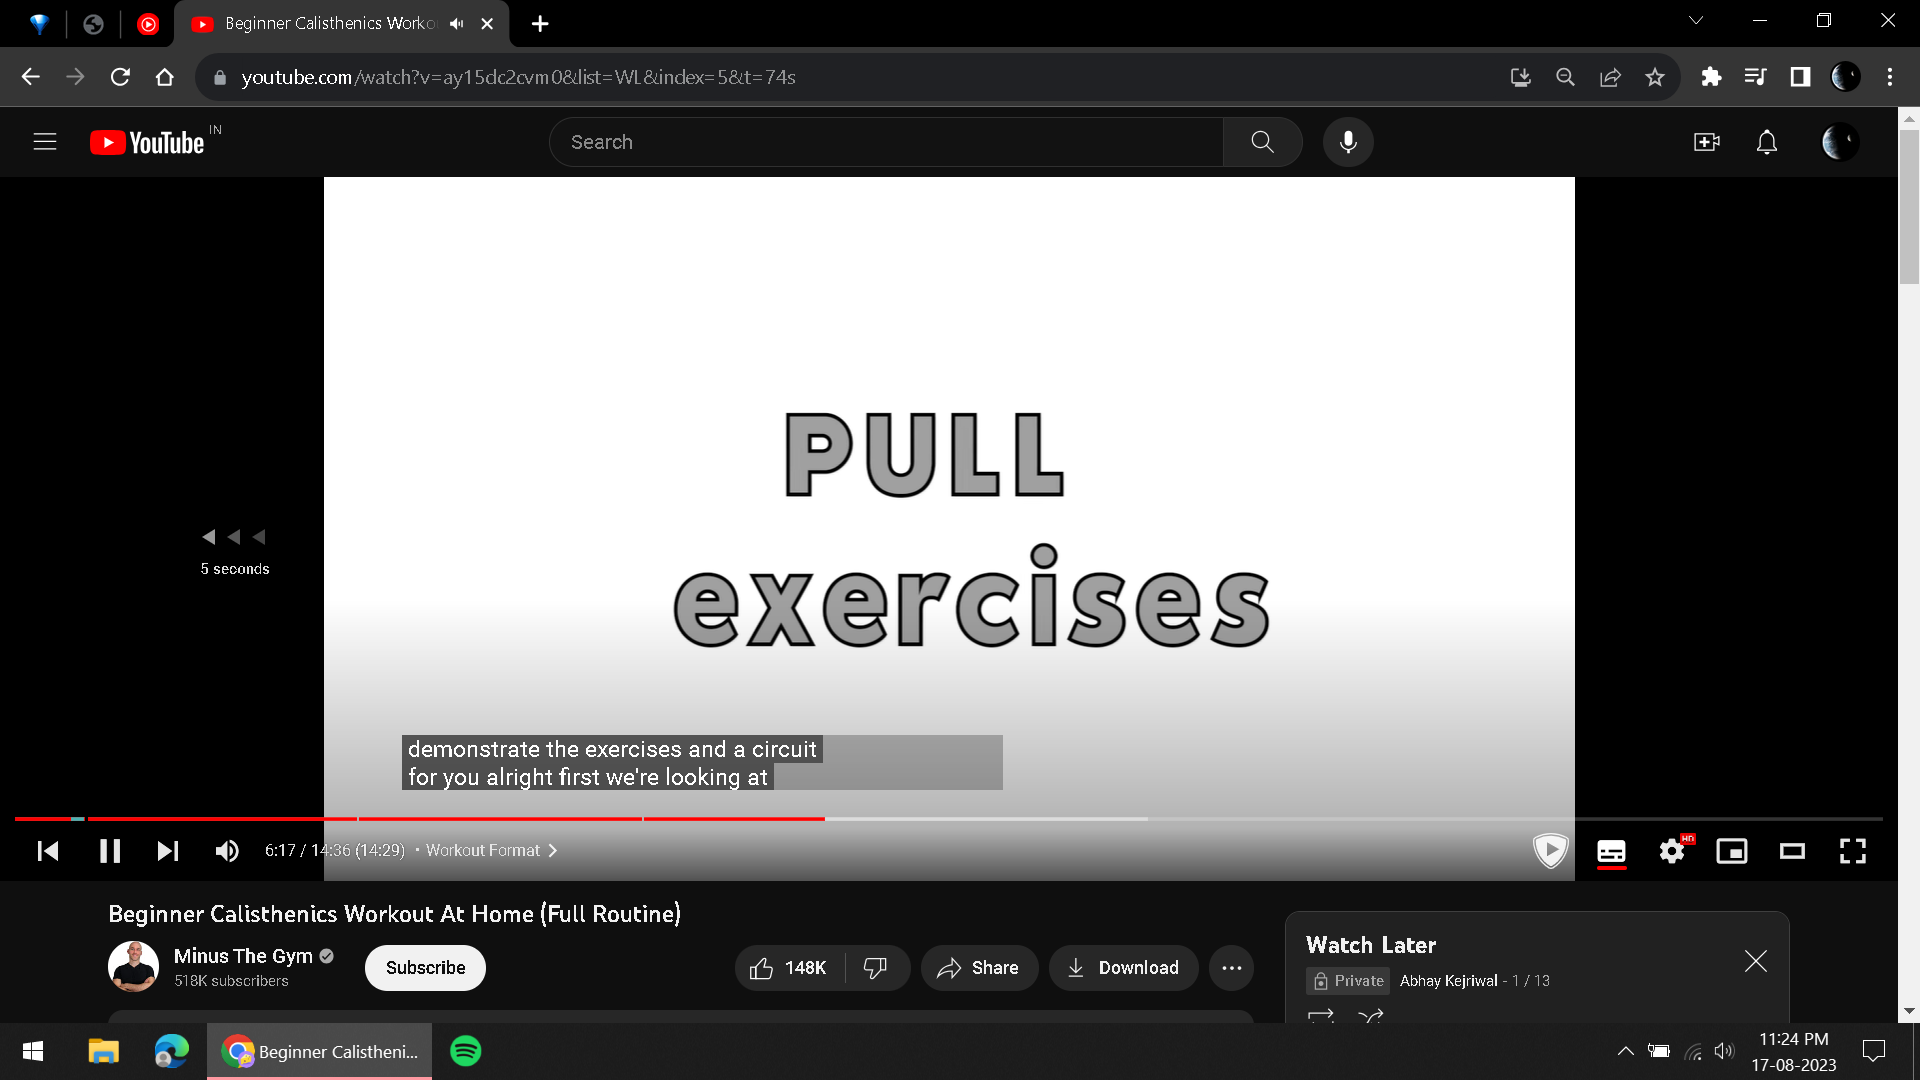 Beginner Calisthenics Worko
youtube.com/watch?v=ay15dc2cvm0&list=WL&index=5&t=74s
YouTube IN
Search
PULL
exercises
5 seconds
demonstrate the exercises and a circuit
for you alright first we're looking at
6:17 / 14:36 (14:29) • Workout Format
HD
Beginner Calisthenics Workout At Home (Full Routine)
Minus The Gym
518K subscribers
Subscribe
148K
Share
Download
Watch Later
Private Abhay Kejriwal - 1 / 13
Beginner Calistheni...
11:24 PM
17-08-2023